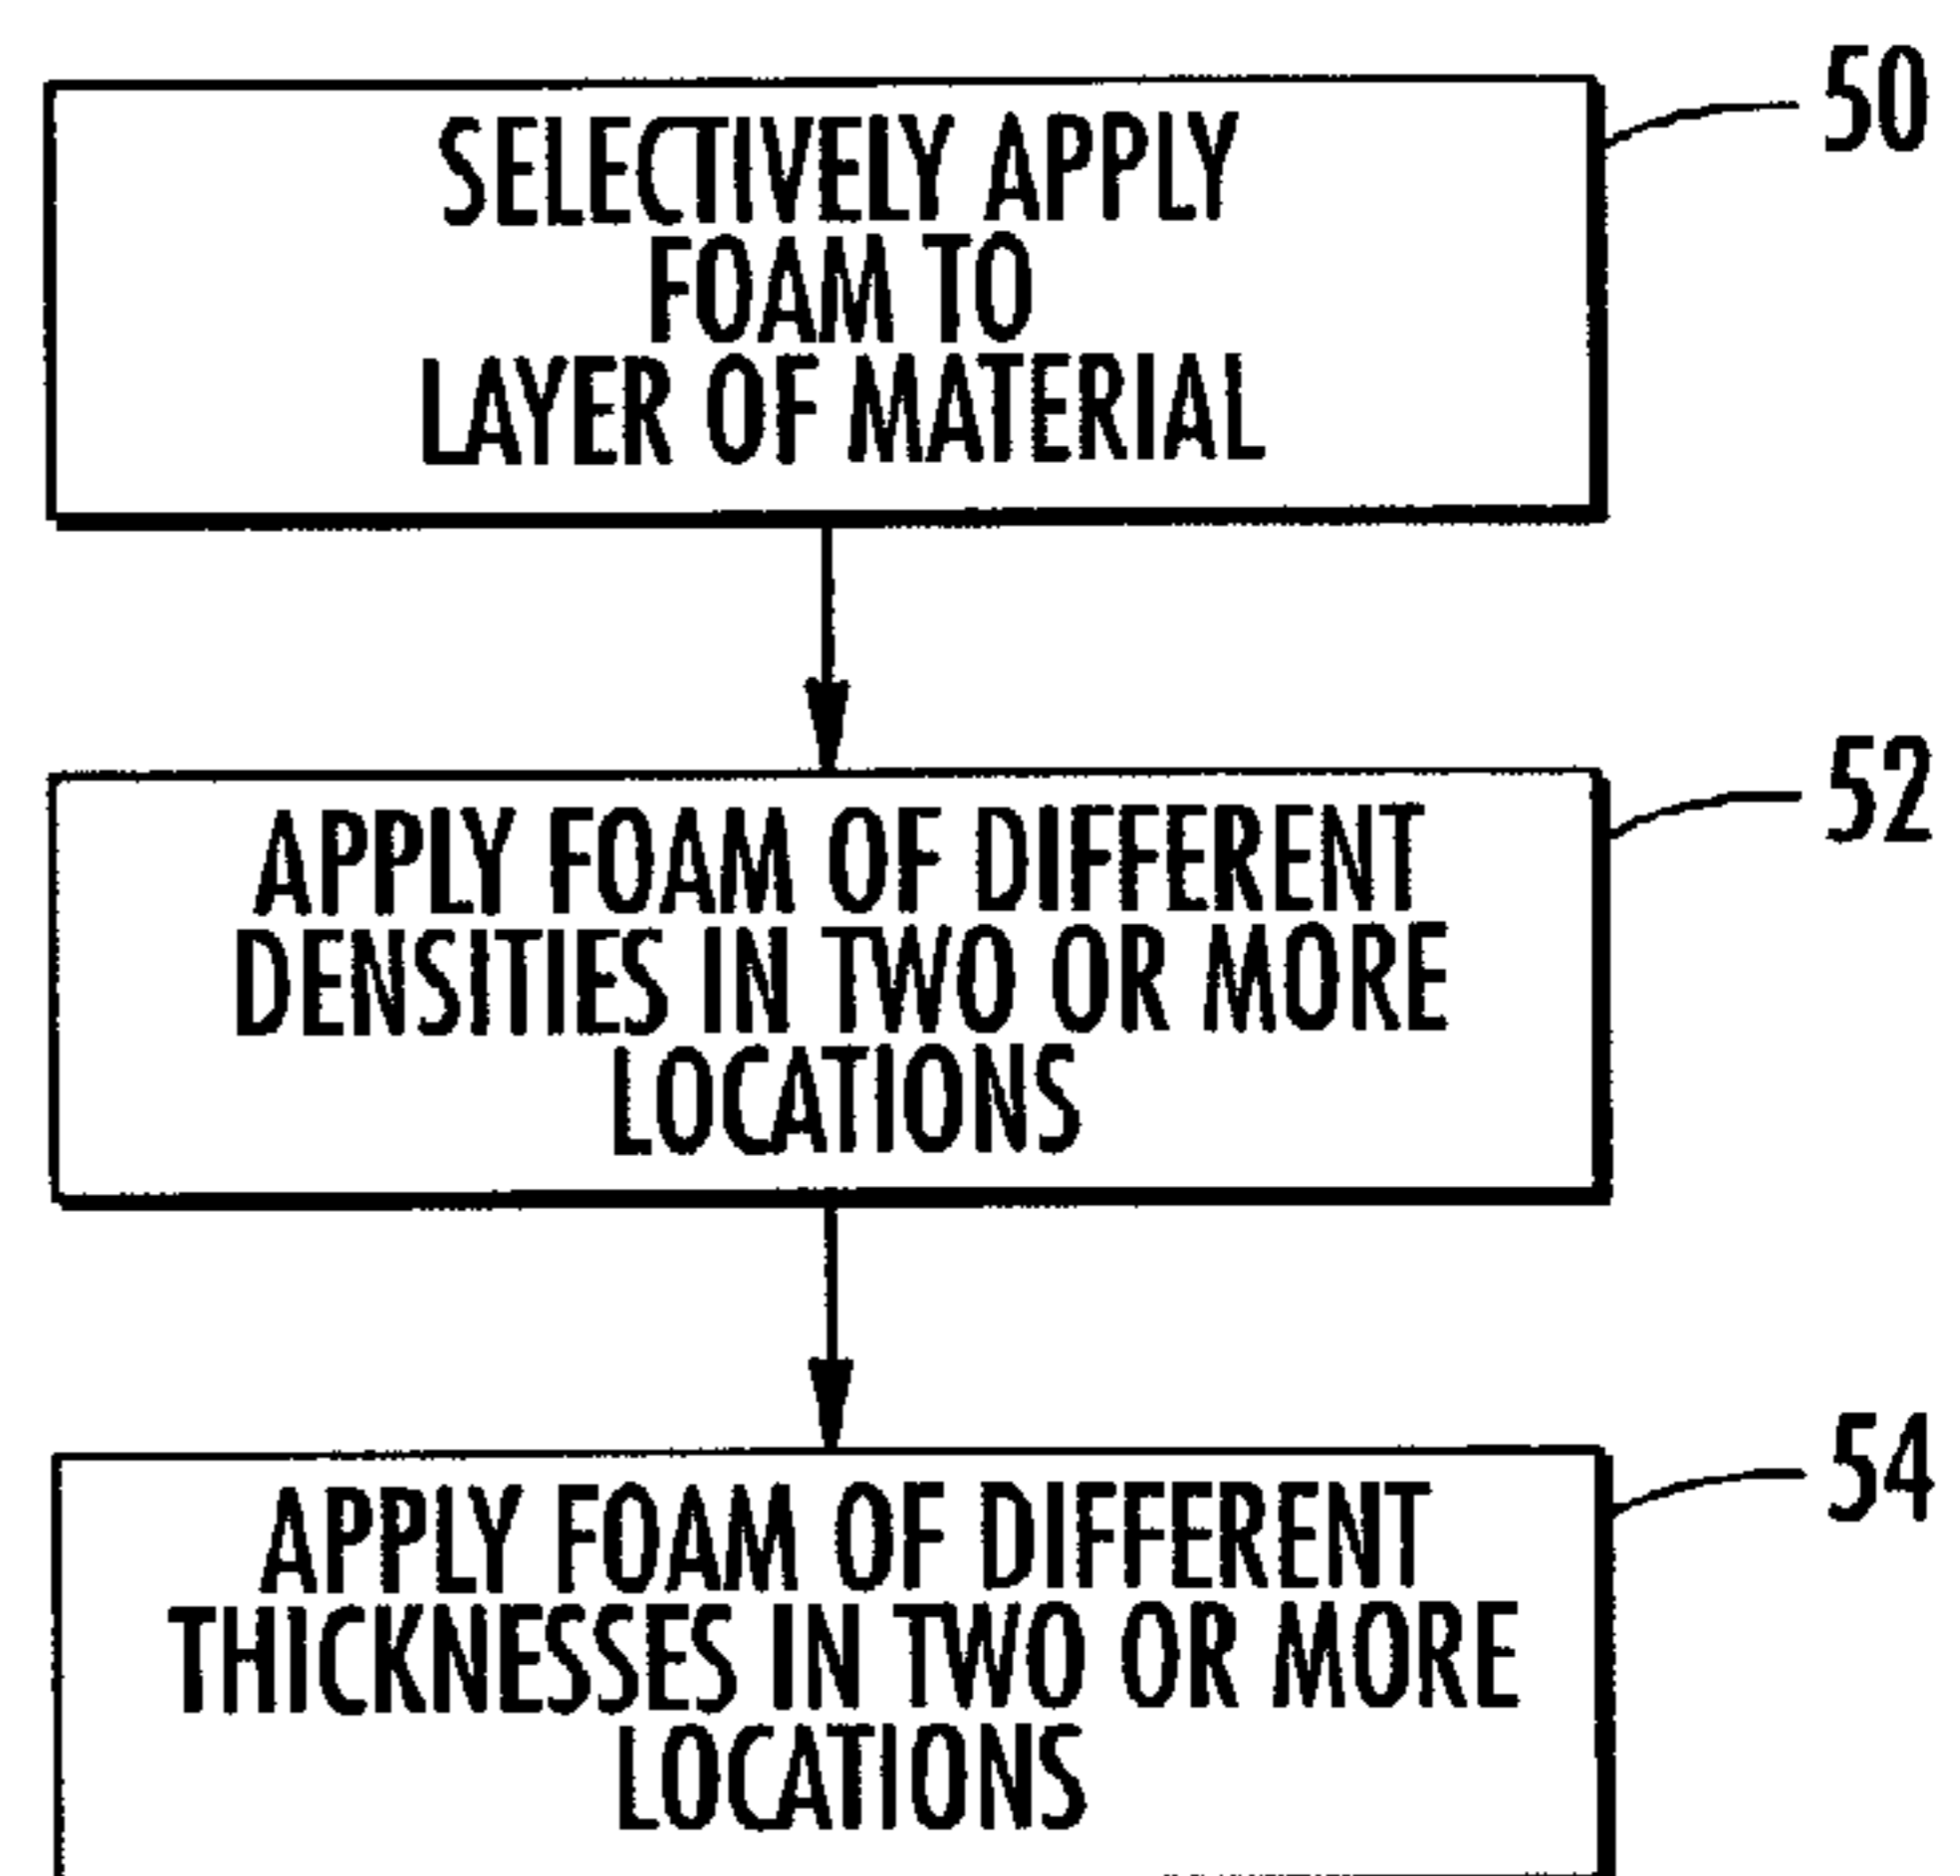 SELECTIVELY APPLY
FOAM TO
LAYER OF MATERIAL
50
APPLY FOAM OF DIFFERENT
DENSITIES IN TWO OR MORE
LOCATIONS
52
APPLY FOAM OF DIFFERENT
THICKNESSES IN TWO OR MORE
LOCATIONS
54